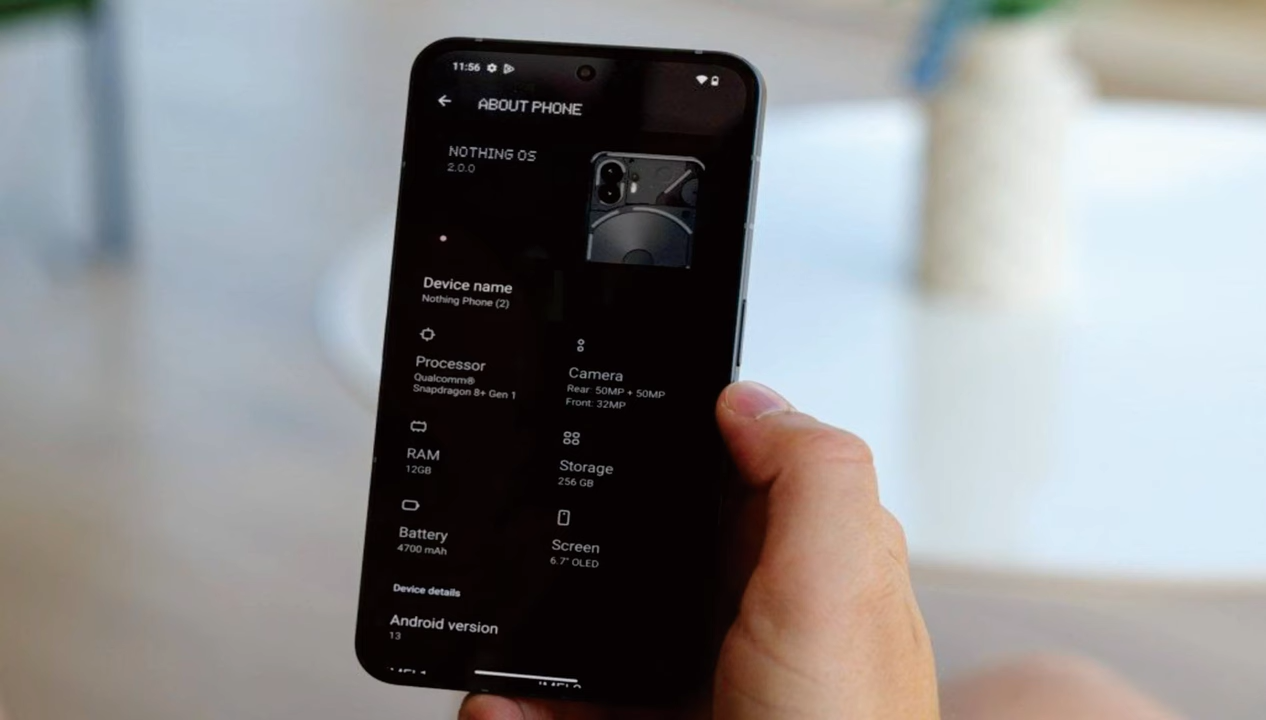 11:56
ABOUT PHONE
NOTHING OS
2.0.0
Device name
Nothing Phone (2)
Processor
Qualcomm®
Snapdragon 8+ Gen 1
Camera
Rear: 50MP + 50MP
Front: 32MP
RAM
12GB
Storage
256 GB
Battery
4700 mAh
Screen
6.7" OLED
Device details
Android version
13